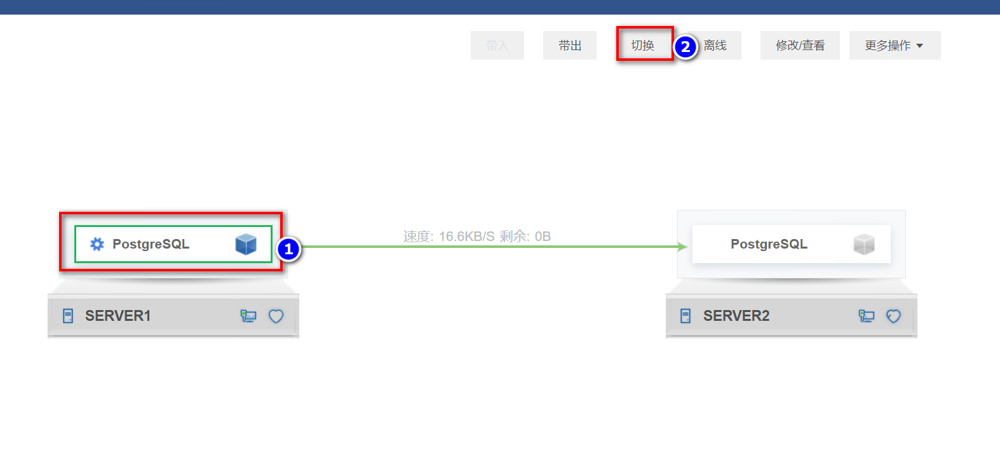 带入 带出 切换 2 离线 修改/查看 更多操作
速度: 16.6KB/S 剩余: 0B
PostgreSQL 1 PostgreSQL
SERVER1 SERVER2